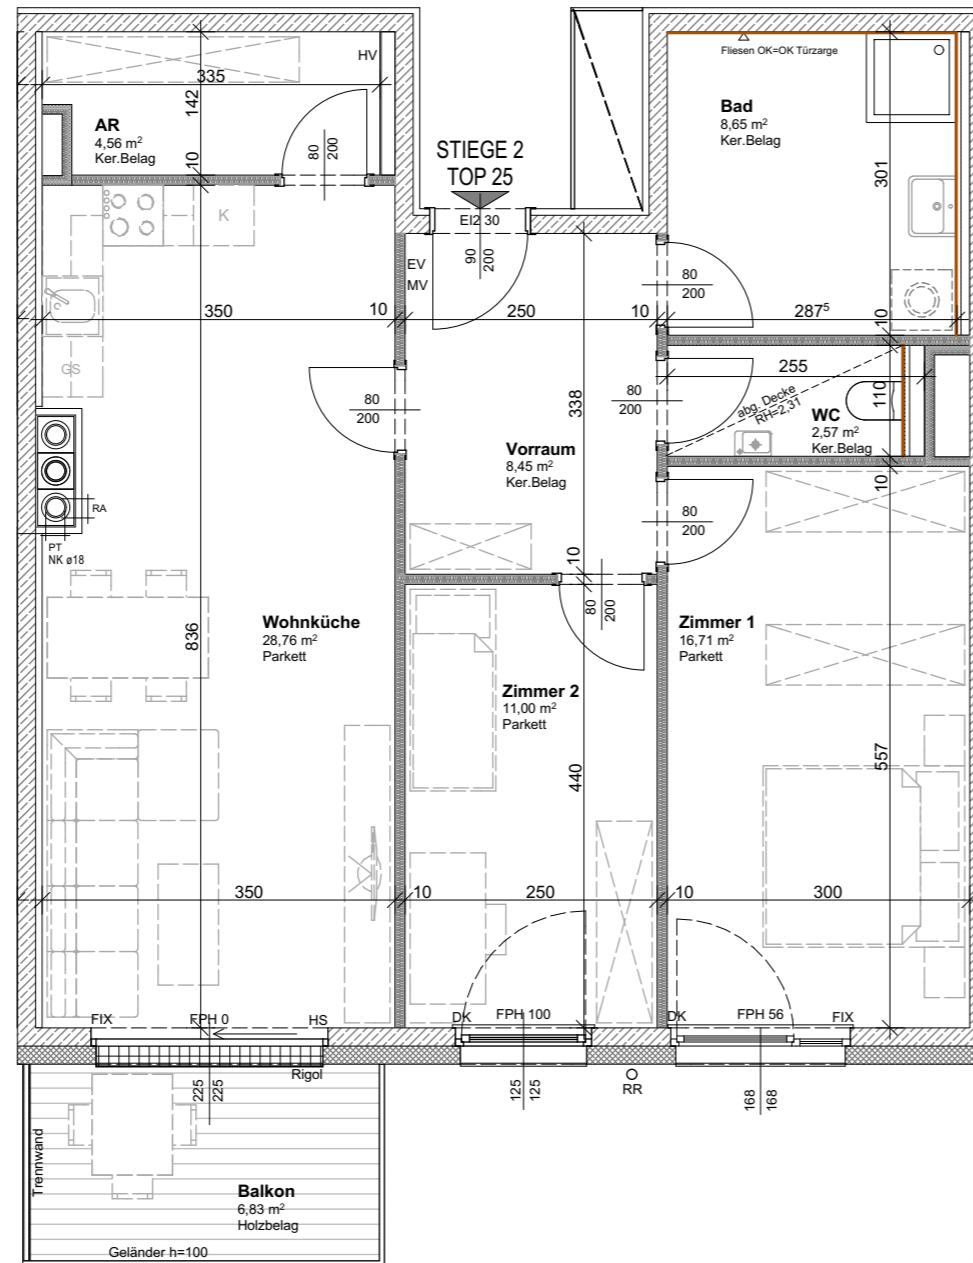 HV
335
142
10
AR
4,56 m²
Ker.Belag
80
200
STIEGE 2
TOP 25
EI2 30
90
200
Fliesen OK=OK Türzarge
Bad
8,65 m²
Ker.Belag
301
K
EV
MV
80
200
350
10
250
10
287⁵
10
GS
80
200
338
80
200
255
abg. Decke
RH=2,31
110
WC
2,57 m²
Ker.Belag
Vorraum
8,45 m²
Ker.Belag
10
RA
PT
NK ø18
80
200
10
80
200
836
Wohnküche
28,76 m²
Parkett
Zimmer 1
16,71 m²
Parkett
Zimmer 2
11,00 m²
Parkett
440
557
350
10
250
10
300
FIX
FPH 0
HS
DK
FPH 100
DK
FPH 56
FIX
Rigol
225
225
125
125
RR
168
168
Trennwand
Balkon
6,83 m²
Holzbelag
Geländer h=100